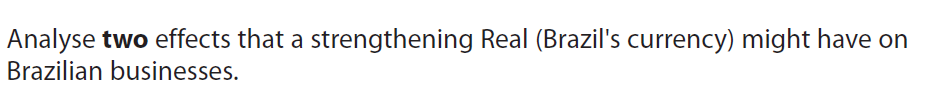 Analyse two effects that a strengthening Real (Brazil's currency) might have on
Brazilian businesses.